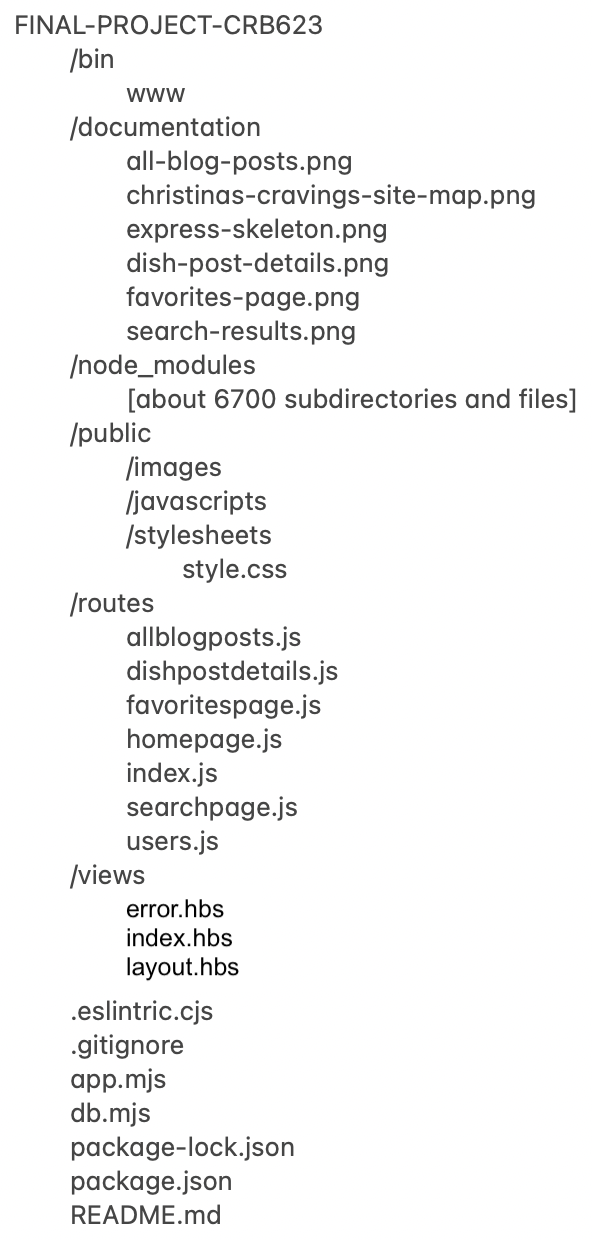 FINAL-PROJECT-CRB623
/bin
www
/documentation
all-blog-posts.png
christinas-cravings-site-map.png
express-skeleton.png
dish-post-details.png
favorites-page.png
search-results.png
/node_modules
[about 6700 subdirectories and files]
/public
/images
/javascripts
/stylesheets
style.css
/routes
allblogposts.js
dishpostdetails.js
favoritespage.js
homepage.js
index.js
searchpage.js
users.js
/views
error.hbs
index.hbs
layout.hbs
.eslintric.cjs
.gitignore
app.mjs
db.mjs
package-lock.json
package.json
README.md